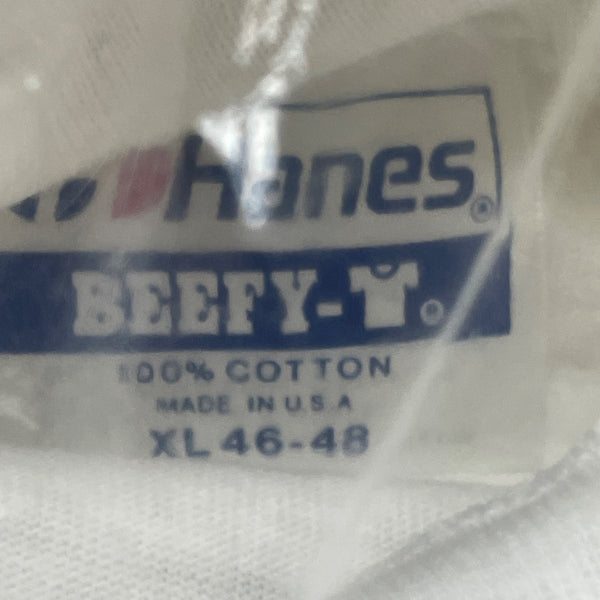 Hanes®
BEEFY-T®
100% COTTON
MADE IN U.S.A
XL 46-48